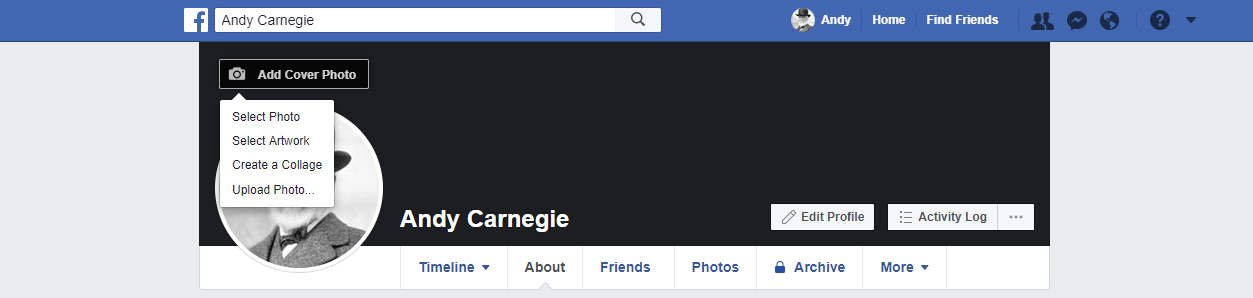 f Andy Carnegie Andy Home Find Friends ?
Add Cover Photo
Select Photo
Select Artwork
Create a Collage
Upload Photo...
Andy Carnegie
Edit Profile Activity Log ...
Timeline About Friends Photos Archive More